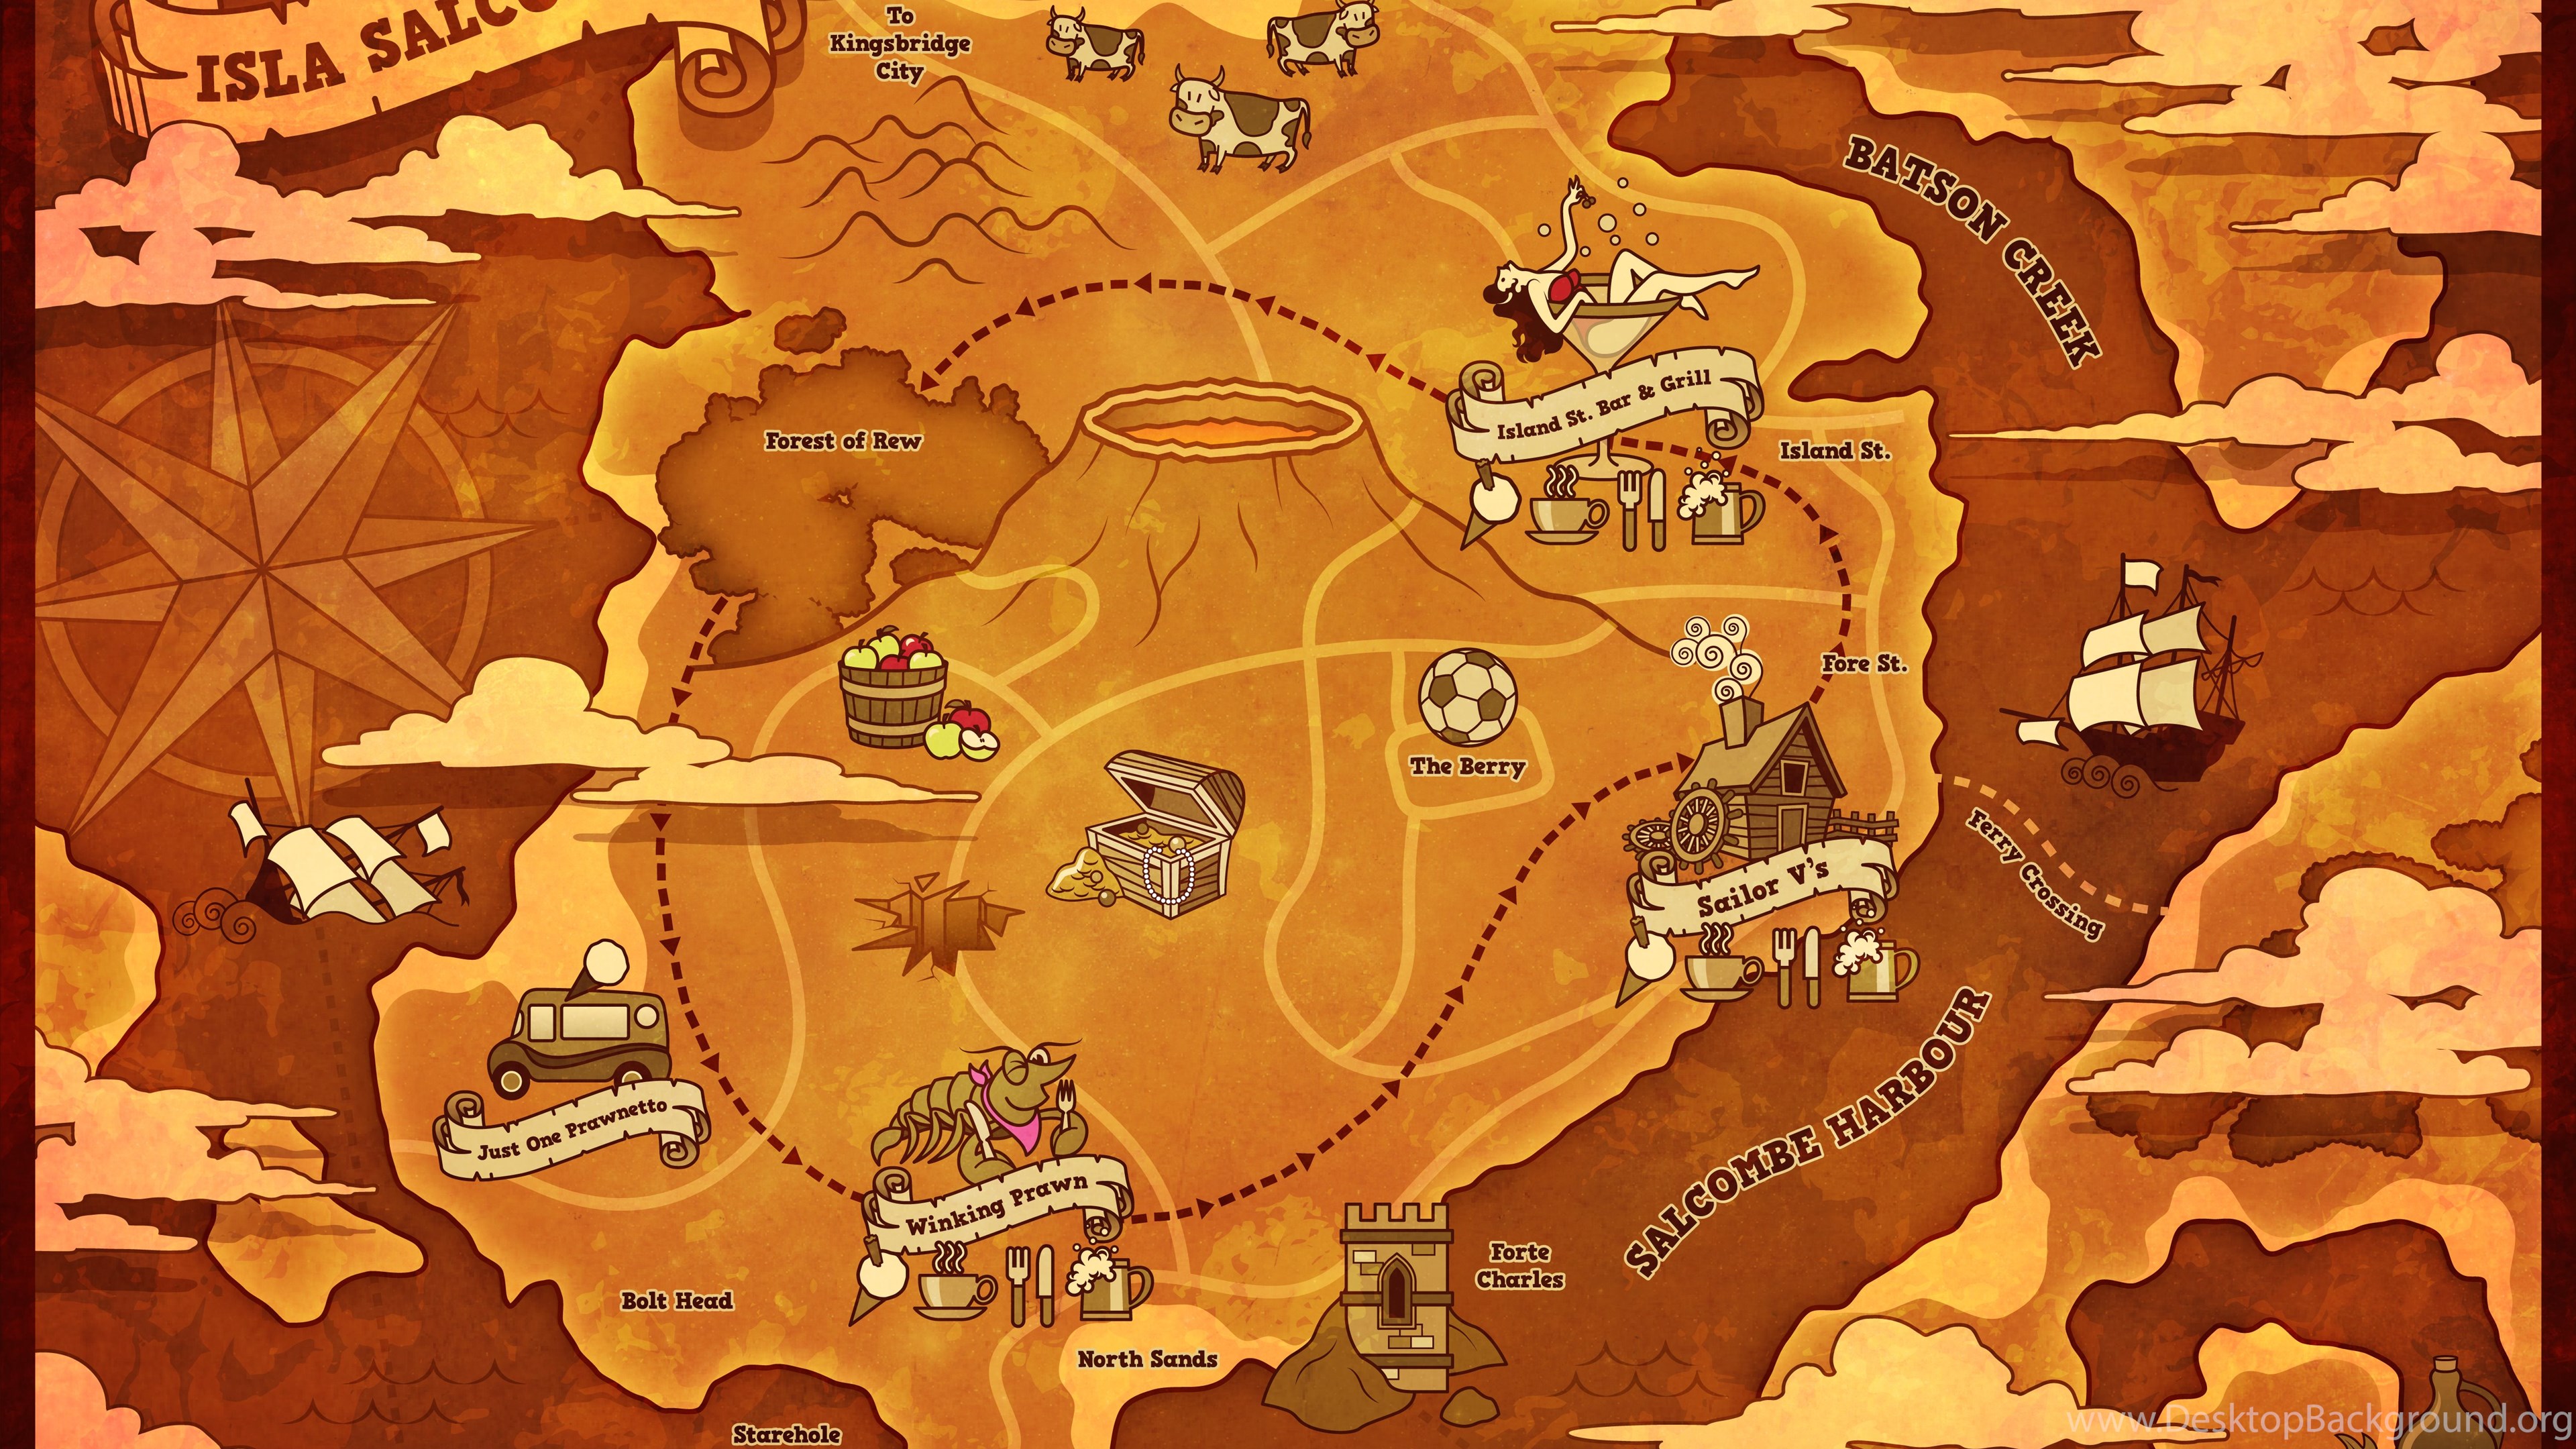 ISLA SALCO
To
Kingsbridge
City
BATSON CREEK
Island St. Bar & Grill
Forest of Rew
Island St.
Fore St.
The Berry
Ferry Crossing
Sailor V's
Just One Prawnetto
SALCOMBE HARBOUR
Winking Prawn
Forte
Charles
Bolt Head
North Sands
Starehole
www.DesktopBackground.org